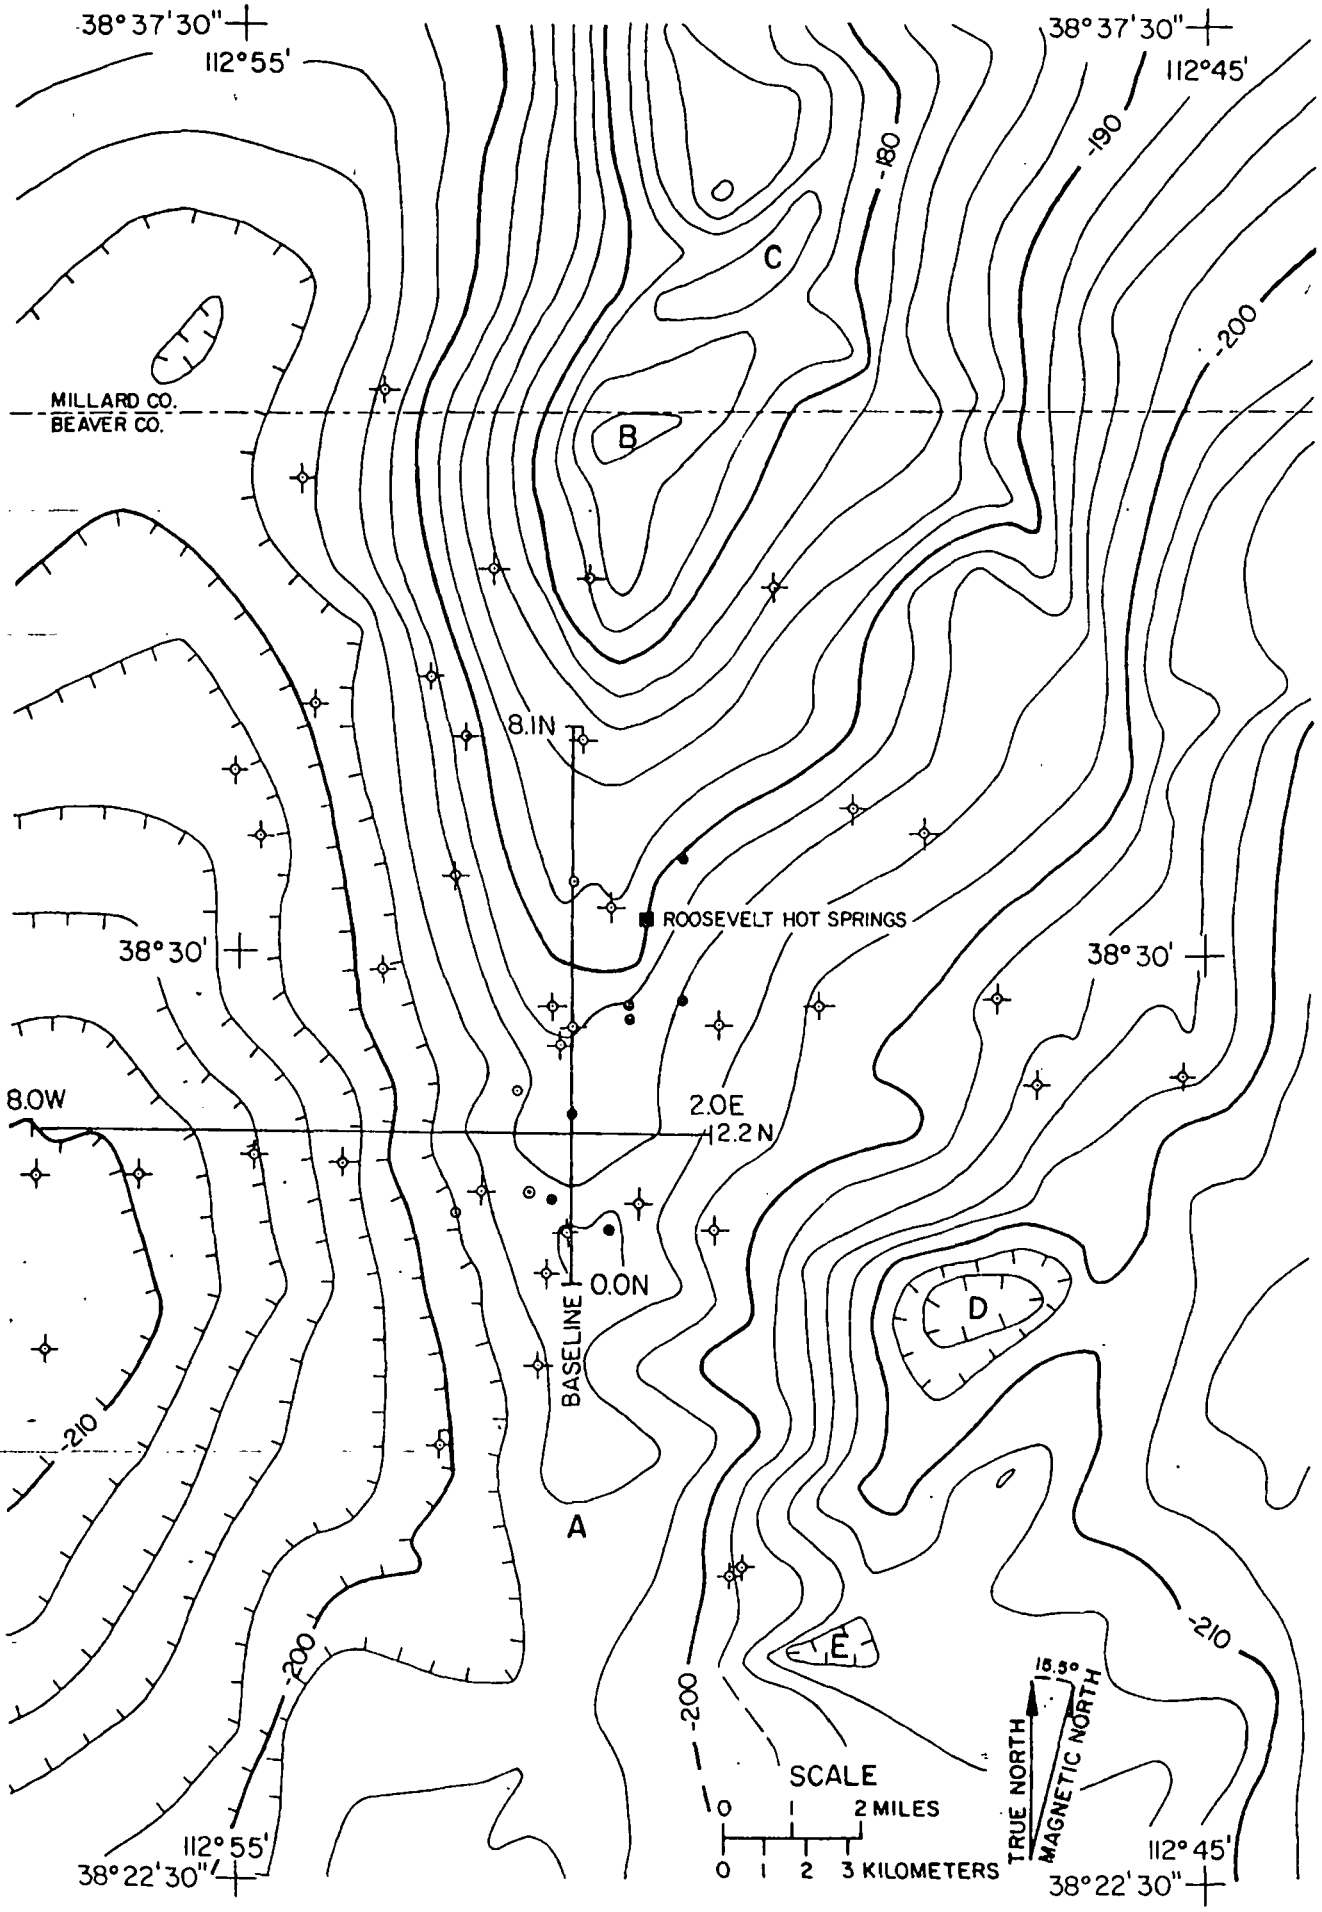 38°37'30"
112°55'
38°37'30"
112°45'
-180
-190
C
-200
MILLARD CO.
BEAVER CO.
B
8.1N
ROOSEVELT HOT SPRINGS
38°30'
38°30'
8.0W
2.0E
2.2N
0.0N
BASELINE
D
-210
A
-200
E
-210
-200
15.5°
TRUE NORTH
MAGNETIC NORTH
SCALE
0 1 2 MILES
0 1 2 3 KILOMETERS
112°55'
38°22'30"
112°45'
38°22'30"